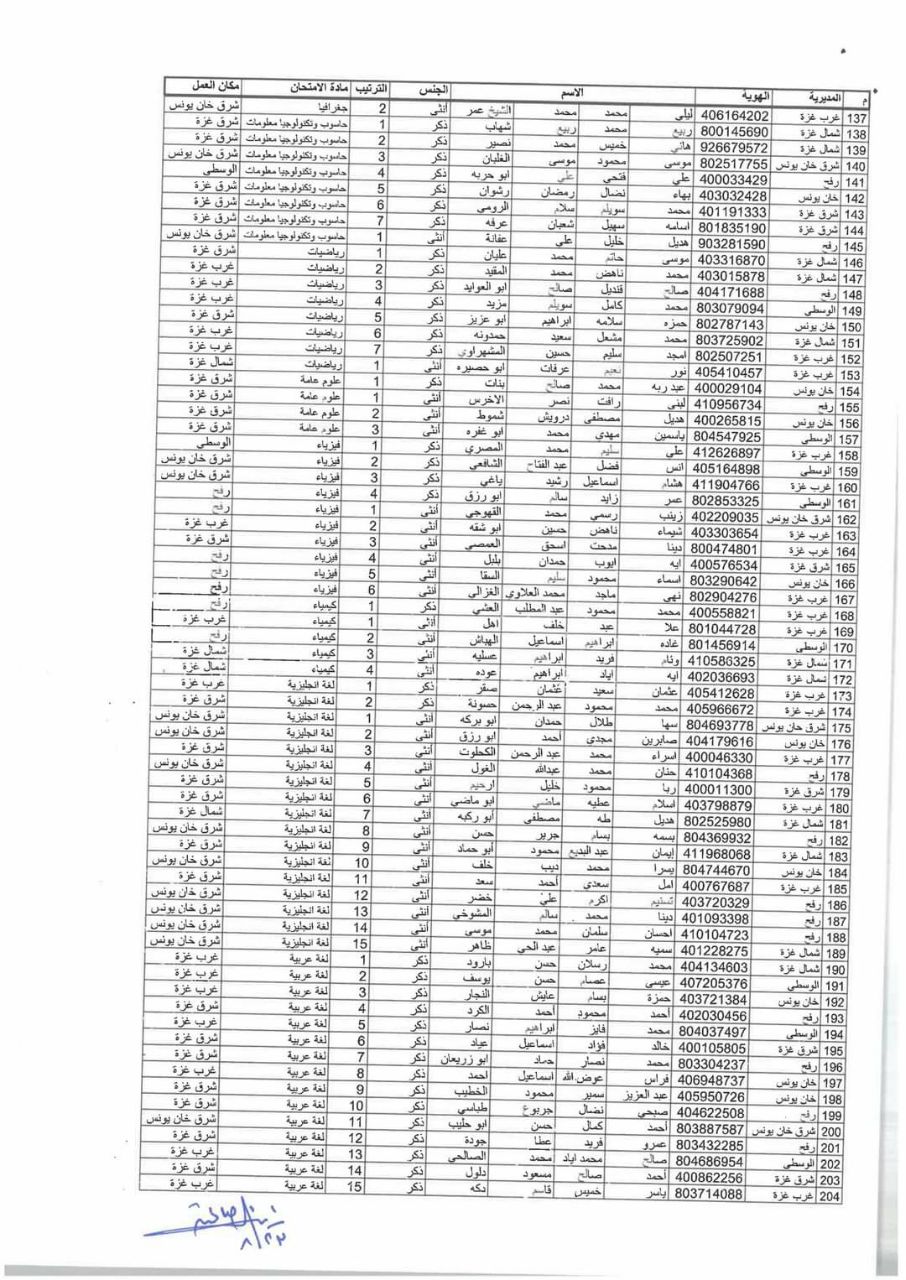 م المديرية الهوية الاسم الجنس الترتيب مادة الامتحان مكان العمل
137 غرب غزة 406164202 ليلى محمد محمد الشيخ عمر أنثى 2 جغرافيا شرق خان يونس
138 شمال غزة 800145690 ربيع محمد ربيع شهاب ذكر 1 حاسوب وتكنولوجيا معلومات شرق غزة
139 شمال غزة 926679572 هاني خميس محمد نصير ذكر 2 حاسوب وتكنولوجيا معلومات شرق غزة
140 شرق خان يونس 802517755 موسى محمود موسى الغلبان ذكر 3 حاسوب وتكنولوجيا معلومات شرق خان يونس
141 رفح 400033429 علي فتحي علي ابو حربه ذكر 4 حاسوب وتكنولوجيا معلومات الوسطى
142 خان يونس 403032428 بهاء نضال رمضان رضوان ذكر 5 حاسوب وتكنولوجيا معلومات شرق غزة
143 شرق غزة 401191333 محمد سويلم سلام الرومي ذكر 6 حاسوب وتكنولوجيا معلومات شرق غزة
144 شرق غزة 801835190 اسامه سهيل شعبان عرفه ذكر 7 حاسوب وتكنولوجيا معلومات شرق غزة
145 رفح 903281590 هديل خليل علي عفانة أنثى 1 حاسوب وتكنولوجيا معلومات شرق خان يونس
146 شمال غزة 403316870 موسى حاتم محمد عليان ذكر 1 رياضيات شرق غزة
147 شمال غزة 403015878 محمد ناهض محمد المقيد ذكر 2 رياضيات غرب غزة
148 رفح 404171688 صالح قنديل صالح ابو العوايد ذكر 3 رياضيات غرب غزة
149 الوسطى 803079094 محمد كامل سويلم مزيد ذكر 4 رياضيات غرب غزة
150 خان يونس 802787143 حمزه سلامه ابراهيم ابو عزيز ذكر 5 رياضيات شرق غزة
151 شمال غزة 803725902 محمد مشعل سعيد حمدونه ذكر 6 رياضيات غرب غزة
152 غرب غزة 802507251 امجد سليم حسين المشهراوي ذكر 7 رياضيات غرب غزة
153 غرب غزة 405410457 نور نعيم عرفات ابو حصيره أنثى 1 رياضيات شمال غزة
154 خان يونس 400029104 عبد ربه محمد صالح بنات ذكر 1 علوم عامة شرق غزة
155 رفح 410956734 لبنى رافت نصر الاخرس أنثى 1 علوم عامة شرق غزة
156 خان يونس 400265815 هديل مصطفى درويش شموط أنثى 2 علوم عامة شرق غزة
157 الوسطى 804547925 ياسمين مهدي محمد ابو غفره أنثى 3 علوم عامة شرق غزة
158 غرب غزة 412626897 علي سليم محمد المصري ذكر 1 فيزياء الوسطى
159 الوسطى 405164898 انس فضل عبد الفتاح الشافعي ذكر 2 فيزياء شرق خان يونس
160 غرب غزة 411904766 هشام اسماعيل رشيد ياغي ذكر 3 فيزياء شرق خان يونس
161 الوسطى 802853325 عمر زايد سالم ابو رزق ذكر 4 فيزياء رفح
162 شرق خان يونس 402209035 زينب رسمي محمد القهوجي أنثى 1 فيزياء رفح
163 غرب غزة 403303654 شيماء ناهض حسين ابو شقه أنثى 2 فيزياء غرب غزة
164 غرب غزة 800474801 دينا مدحت اسحق العمصي أنثى 3 فيزياء شرق غزة
165 شرق غزة 400576534 ايه ايوب حمدان بلبل أنثى 4 فيزياء رفح
166 خان يونس 803290642 اسماء محمود سليم السقا أنثى 5 فيزياء رفح
167 غرب غزة 802904276 نهى ماجد محمد العلاوي الغزالي أنثى 6 فيزياء رفح
168 غرب غزة 400558821 محمد محمود عبد المطلب العشي ذكر 1 كيمياء رفح
169 غرب غزة 801044728 علا عبد خلف اهل أنثى 1 كيمياء غرب غزة
170 الوسطى 801456914 غاده ابراهيم اسماعيل الهباش أنثى 2 كيمياء رفح
171 شمال غزة 410586325 وئام فريد ابراهيم عسليه أنثى 3 كيمياء شمال غزة
172 شمال غزة 402036693 ايه اياد ابراهيم عوده أنثى 4 كيمياء شمال غزة
173 غرب غزة 405412628 عثمان سعيد عثمان صقر ذكر 1 لغة انجليزية غرب غزة
174 غرب غزة 405966672 محمد محمود عبد الرحمن حسونة ذكر 2 لغة انجليزية شرق غزة
175 شرق خان يونس 804693778 سها طلال حمدان ابو بركه أنثى 1 لغة انجليزية شرق خان يونس
176 خان يونس 404179616 صابرين مجدي أحمد ابو رزق أنثى 2 لغة انجليزية شرق خان يونس
177 غرب غزة 400046330 اسراء محمد عبد الرحمن الكحلوت أنثى 3 لغة انجليزية شرق غزة
178 رفح 410104368 حنان محمد عبدالله الغول أنثى 4 لغة انجليزية شرق خان يونس
179 شرق غزة 400011300 ربا محمود خليل ارحيم أنثى 5 لغة انجليزية شرق غزة
180 غرب غزة 403798879 اسلام عطيه ماضي أبو ماضي أنثى 6 لغة انجليزية شرق غزة
181 شمال غزة 802525980 هديل طه مصطفى أبو ركبه أنثى 7 لغة انجليزية شمال غزة
182 رفح 804369932 بسمه بسام جرير حسن أنثى 8 لغة انجليزية شرق خان يونس
183 شمال غزة 411968068 إيمان عبد البديع محمود أبو حماد أنثى 9 لغة انجليزية شرق غزة
184 خان يونس 804744670 يسرا محمد ديب خلف أنثى 10 لغة انجليزية شرق خان يونس
185 غرب غزة 400767687 امل سعدي أحمد سعد أنثى 11 لغة انجليزية شرق غزة
186 رفح 403720329 تسنيم اكرم علي خضر أنثى 12 لغة انجليزية شرق خان يونس
187 رفح 401093398 دينا محمد سالم المشوخي أنثى 13 لغة انجليزية شرق خان يونس
188 رفح 410104723 احسان سلمان محمد موسى أنثى 14 لغة انجليزية شرق خان يونس
189 شمال غزة 401228275 سميه عامر عبد الحي ظاهر أنثى 15 لغة انجليزية شرق خان يونس
190 شمال غزة 404134603 محمد رسلان حسن بارود ذكر 1 لغة عربية غرب غزة
191 الوسطى 407205376 عيسى عصام حسن يوسف ذكر 2 لغة عربية غرب غزة
192 خان يونس 403721384 حمزة بسام عايش النجار ذكر 3 لغة عربية غرب غزة
193 رفح 402030456 أحمد محمود أحمد الكرد ذكر 4 لغة عربية شرق غزة
194 الوسطى 804037497 محمد فايز ابراهيم نصار ذكر 5 لغة عربية غرب غزة
195 شرق غزة 400105805 خالد فؤاد اسماعيل عياد ذكر 6 لغة عربية شرق غزة
196 رفح 803304237 محمد نصار حماد ابو زريعان ذكر 7 لغة عربية شرق غزة
197 خان يونس 406948737 فراس عوض الله اسماعيل احمد ذكر 8 لغة عربية غرب غزة
198 خان يونس 405950726 عبد العزيز سمير محمود الخطيب ذكر 9 لغة عربية شرق غزة
199 رفح 404622508 صبحي نضال جربوع طباسي ذكر 10 لغة عربية شرق غزة
200 شرق خان يونس 803887587 أحمد كمال حسن ابو حليب ذكر 11 لغة عربية شرق خان يونس
201 رفح 803432285 عمرو فريد عطا جودة ذكر 12 لغة عربية شرق غزة
202 الوسطى 804686954 صالح محمد اياد محمد الصالحي ذكر 13 لغة عربية غرب غزة
203 شرق غزة 400862256 أحمد صالح مسعود دلول ذكر 14 لغة عربية شرق غزة
204 غرب غزة 803714088 ياسر خميس قاسم دكه ذكر 15 لغة عربية غرب غزة
٨/٢٣